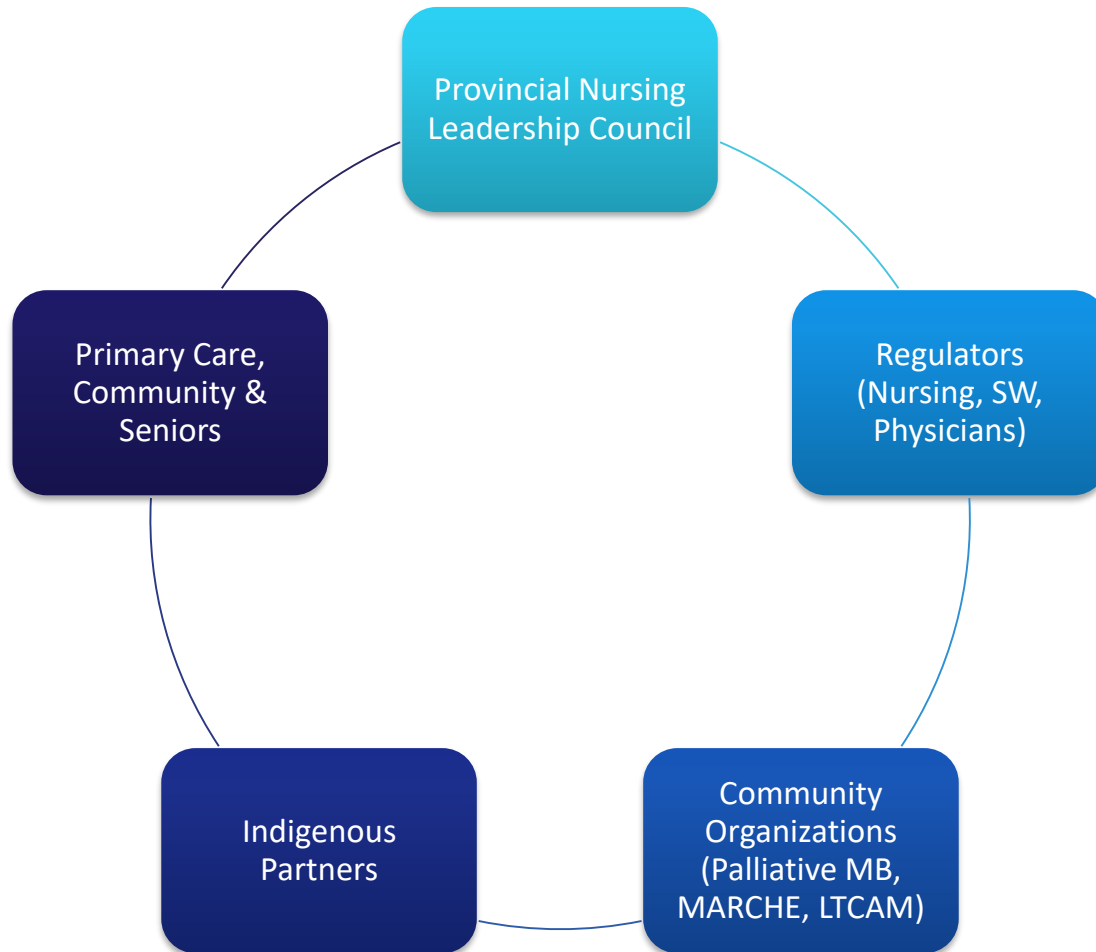 Provincial Nursing
Leadership Council
Regulators
(Nursing, SW,
Physicians)
Community
Organizations
(Palliative MB,
MARCHE, LTCAM)
Indigenous
Partners
Primary Care,
Community &
Seniors